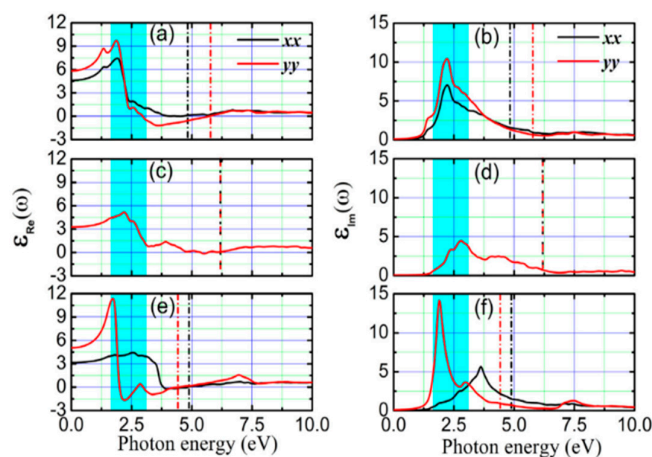 12
9
6
3
0
-3
(a)
xx
yy
15
10
5
0
(b)
xx
yy
12
9
6
3
0
-3
(c)
εRe(ω)
15
10
5
0
(d)
εIm(ω)
12
9
6
3
0
-3
(e)
0.0 2.5 5.0 7.5 10.0
Photon energy (eV)
15
10
5
0
(f)
0.0 2.5 5.0 7.5 10.0
Photon energy (eV)